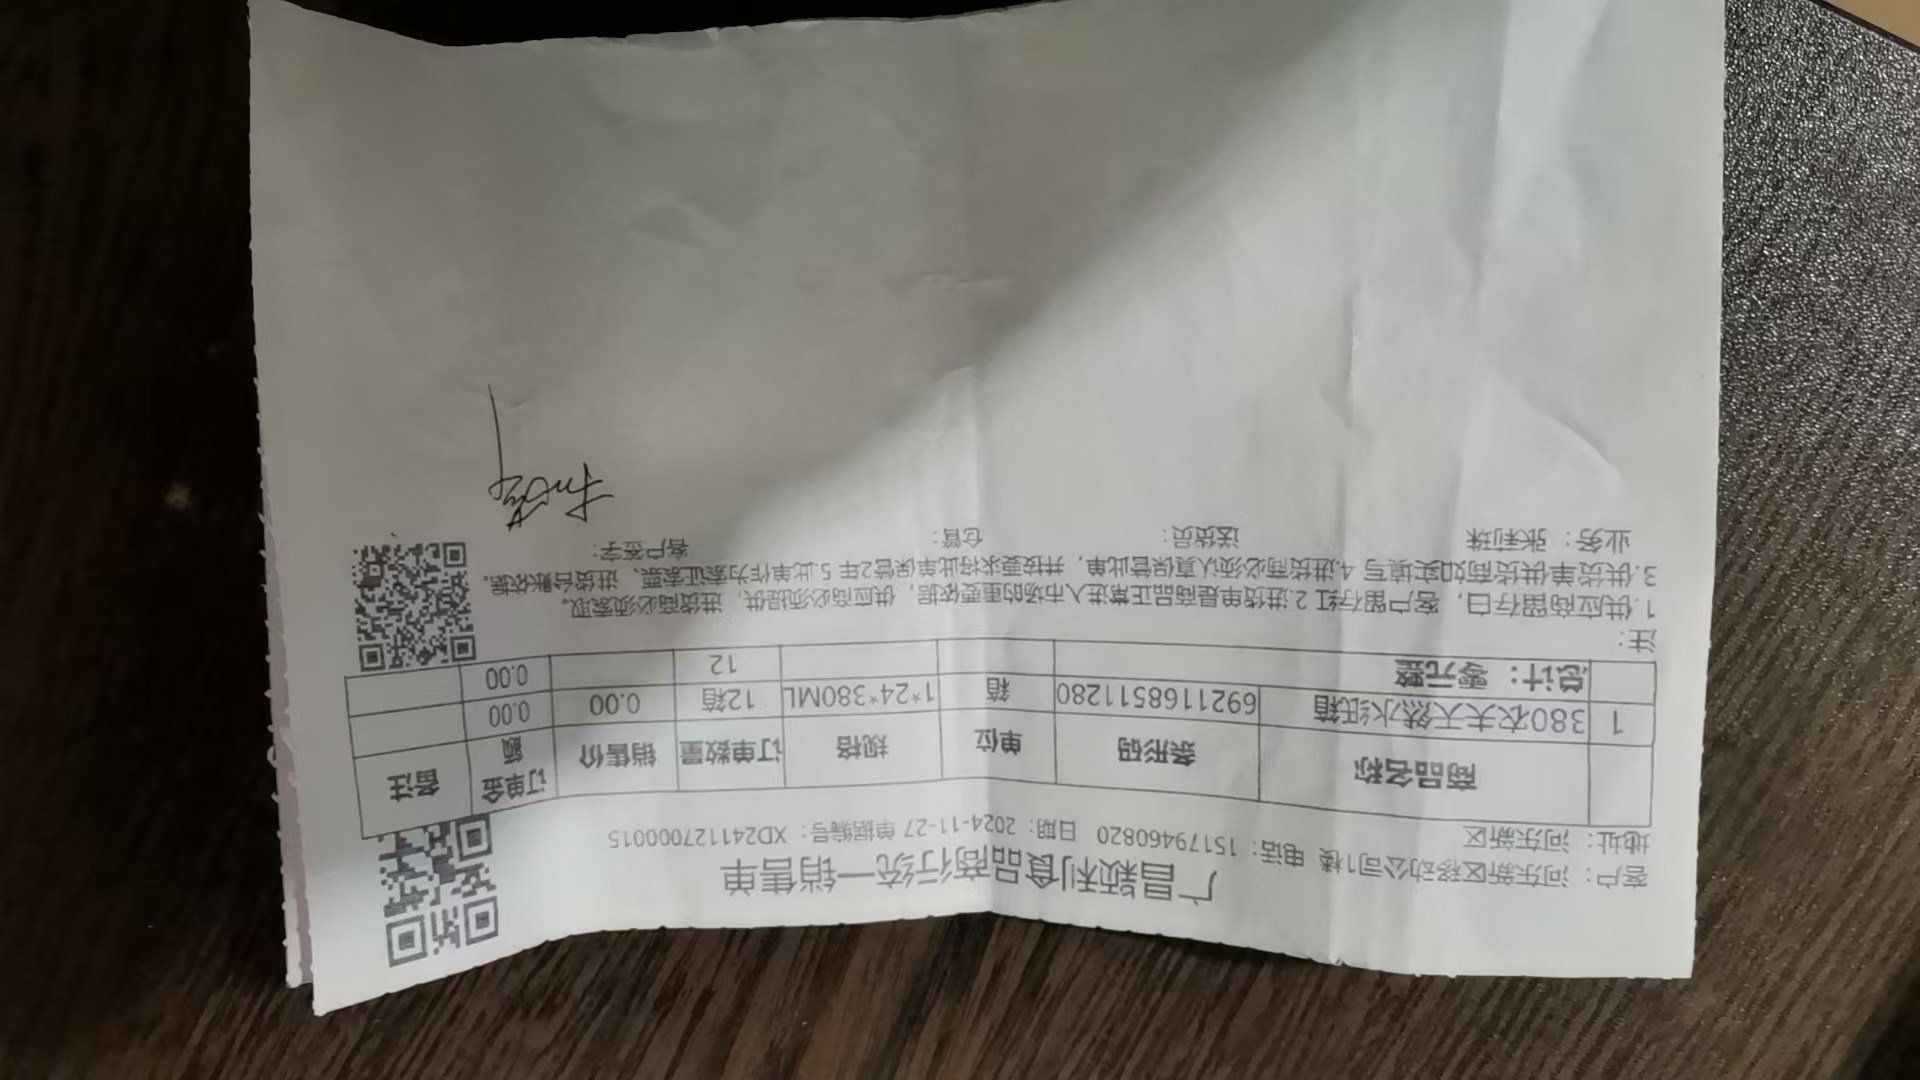 广昌颖利食品商行统一销售单
客户: 河东新区移动公司1楼 电话: 15179460820 日期: 2024-11-27 单据编号: XD241127000015
地址: 河东新区
商品名称 条形码 单位 规格 订单数量 销售价 订单金额 备注
1 380农夫天然水纸箱 6921168511280 箱 1*24*380ML 12箱 0.00 0.00
总计: 零元整 12 0.00
注:
1.供应商留存白，客户留存红 2.进货单是商品正常进入市场的重要依据，供应商必须提供，进货商必须索取。
3.供货单供货商如实填写 4.进货商必须认真保管此单，并按要求将此单保管2年 5.此单作为索证索票、进货台账依据。
业务: 张利珠 送货员: 仓管: 客户签字: